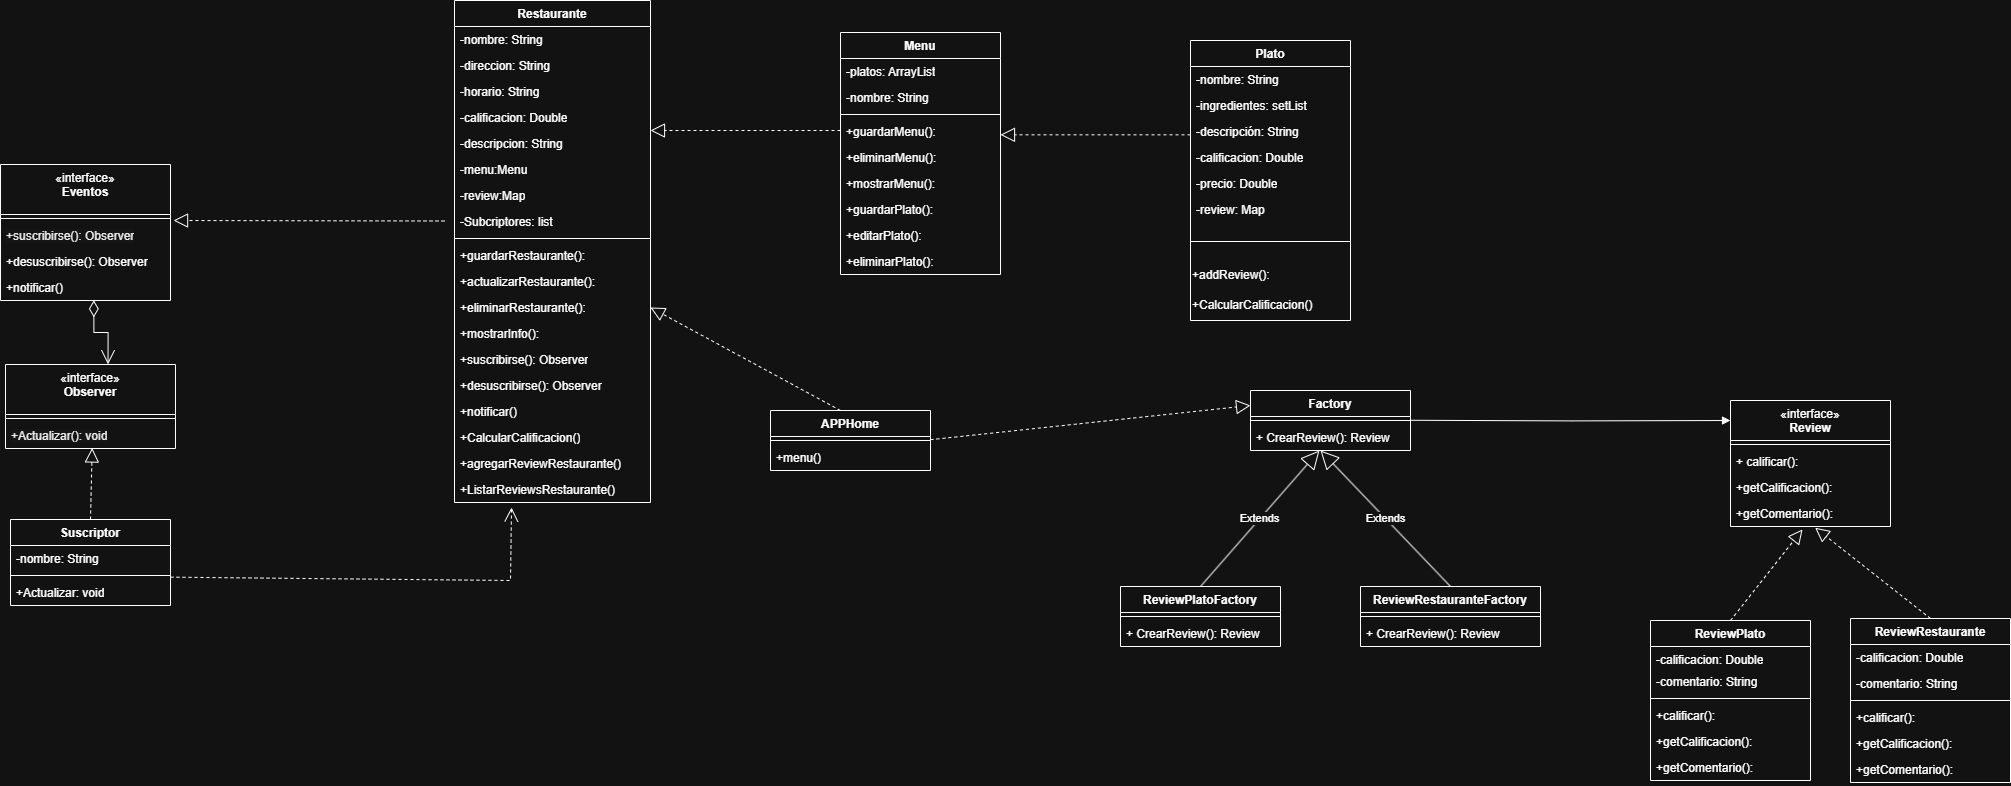 Restaurante
-nombre: String
-direccion: String
-horario: String
-calificacion: Double
-descripcion: String
-menu:Menu
-review:Map
-Subcriptores: list
+guardarRestaurante():
+actualizarRestaurante():
+eliminarRestaurante():
+mostrarInfo():
+suscribirse(): Observer
+desuscribirse(): Observer
+notificar()
+CalcularCalificacion()
+agregarReviewRestaurante()
+ListarReviewsRestaurante()
Menu
-platos: ArrayList
-nombre: String
+guardarMenu():
+eliminarMenu():
+mostrarMenu():
+guardarPlato():
+editarPlato():
+eliminarPlato():
Plato
-nombre: String
-ingredientes: setList
-descripción: String
-calificacion: Double
-precio: Double
-review: Map
+addReview():
+CalcularCalificacion()
«interface»
Eventos
+suscribirse(): Observer
+desuscribirse(): Observer
+notificar()
«interface»
Observer
+Actualizar(): void
Suscriptor
-nombre: String
+Actualizar: void
APPHome
+menu()
Factory
+ CrearReview(): Review
Extends
Extends
ReviewPlatoFactory
+ CrearReview(): Review
ReviewRestauranteFactory
+ CrearReview(): Review
«interface»
Review
+ calificar():
+getCalificacion():
+getComentario():
ReviewPlato
-calificacion: Double
-comentario: String
+calificar():
+getCalificacion():
+getComentario():
ReviewRestaurante
-calificacion: Double
-comentario: String
+calificar():
+getCalificacion():
+getComentario():